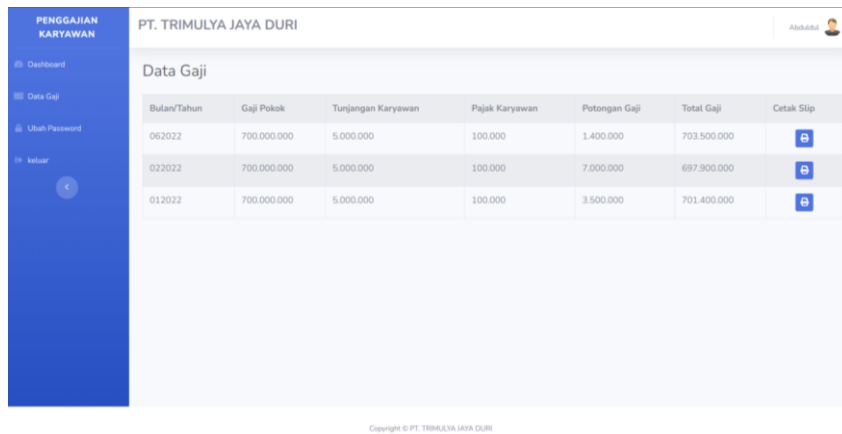 PENGGAJIAN
KARYAWAN
PT. TRIMULYA JAYA DURI
Abduldul
Dashboard
Data Gaji
Ubah Password
keluar
Data Gaji
Bulan/Tahun Gaji Pokok Tunjangan Karyawan Pajak Karyawan Potongan Gaji Total Gaji Cetak Slip
062022 700.000.000 5.000.000 100.000 1.400.000 703.500.000
022022 700.000.000 5.000.000 100.000 7.000.000 697.900.000
012022 700.000.000 5.000.000 100.000 3.500.000 701.400.000
Copyright © PT. TRIMULYA JAYA DURI